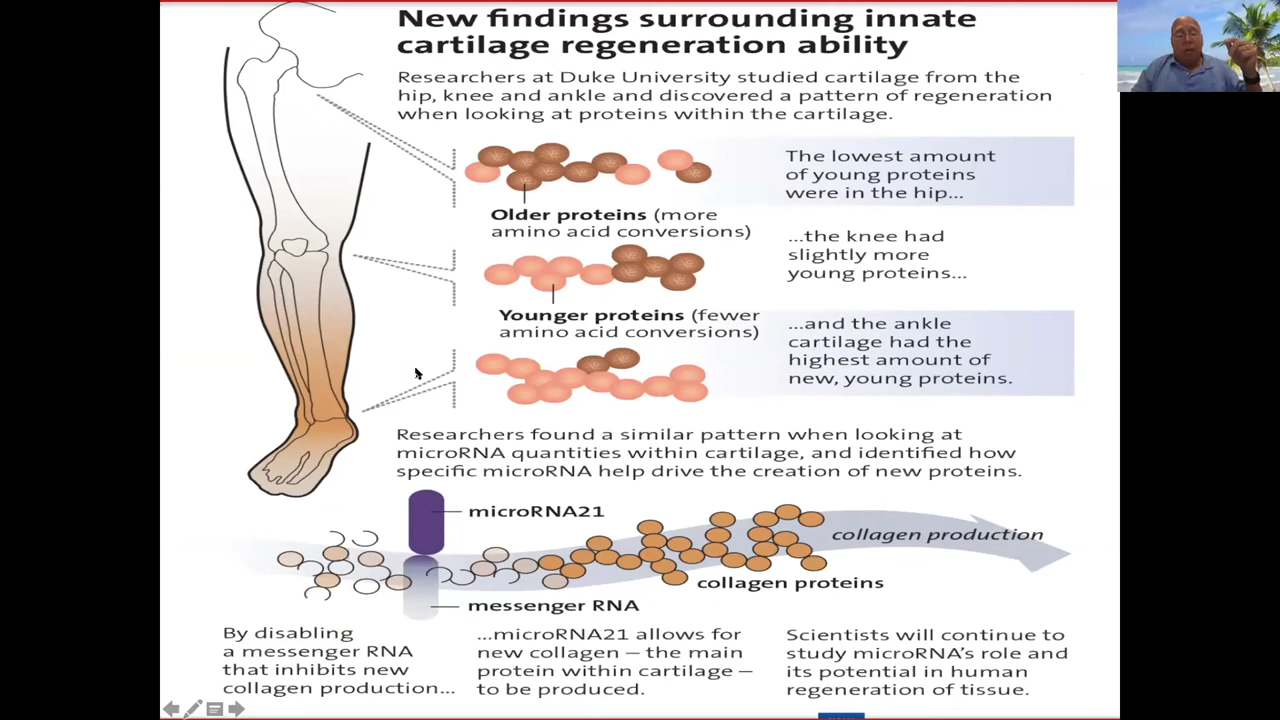 New findings surrounding innate
cartilage regeneration ability
Researchers at Duke University studied cartilage from the
hip, knee and ankle and discovered a pattern of regeneration
when looking at proteins within the cartilage.
The lowest amount
of young proteins
were in the hip...
Older proteins (more
amino acid conversions)
...the knee had
slightly more
young proteins...
Younger proteins (fewer
amino acid conversions)
...and the ankle
cartilage had the
highest amount of
new, young proteins.
Researchers found a similar pattern when looking at
microRNA quantities within cartilage, and identified how
specific microRNA help drive the creation of new proteins.
microRNA21
collagen production
collagen proteins
messenger RNA
By disabling
a messenger RNA
that inhibits new
collagen production...
...microRNA21 allows for
new collagen – the main
protein within cartilage –
to be produced.
Scientists will continue to
study microRNA's role and
its potential in human
regeneration of tissue.